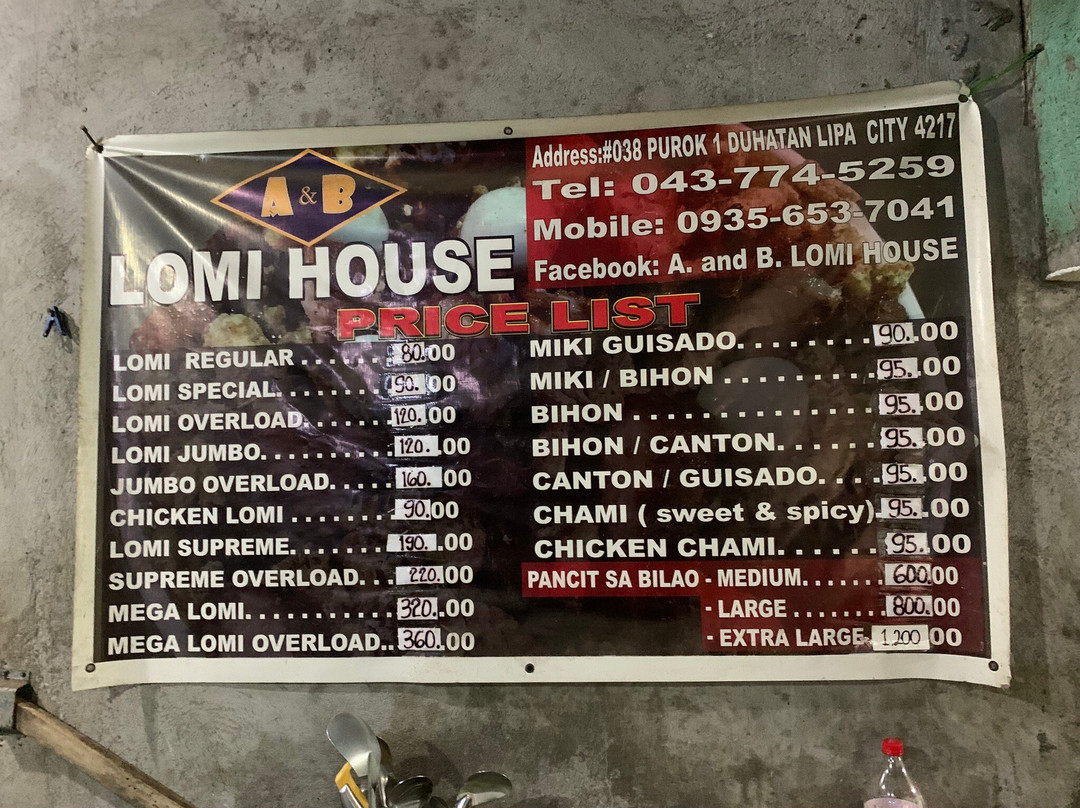 A & B
LOMI HOUSE
Address:#038 PUROK 1 DUHATAN LIPA CITY 4217
Tel: 043-774-5259
Mobile: 0935-653-7041
Facebook: A. and B. LOMI HOUSE
PRICE LIST
LOMI REGULAR . . . . . . . 80.00
LOMI SPECIAL. . . . . . . . 90.00
LOMI OVERLOAD. . . . . . 120.00
LOMI JUMBO. . . . . . . . . 120..00
JUMBO OVERLOAD. . . . . 160.00
CHICKEN LOMI . . . . . . . 90.00
LOMI SUPREME. . . . . . . 190..00
SUPREME OVERLOAD. . . 220.00
MEGA LOMI. . . . . . . . . . 320..00
MEGA LOMI OVERLOAD.. 360..00
MIKI GUISADO. . . . . . . . 90..00
MIKI / BIHON . . . . . . . . . 95..00
BIHON . . . . . . . . . . . . . . 95..00
BIHON / CANTON. . . . . . 95..00
CANTON / GUISADO. . . . 95..00
CHAMI ( sweet & spicy). 95..00
CHICKEN CHAMI. . . . . . 95..00
PANCIT SA BILAO - MEDIUM. . . . . . 600.00
- LARGE . . . . . . . . 800.00
- EXTRA LARGE 1,200 00